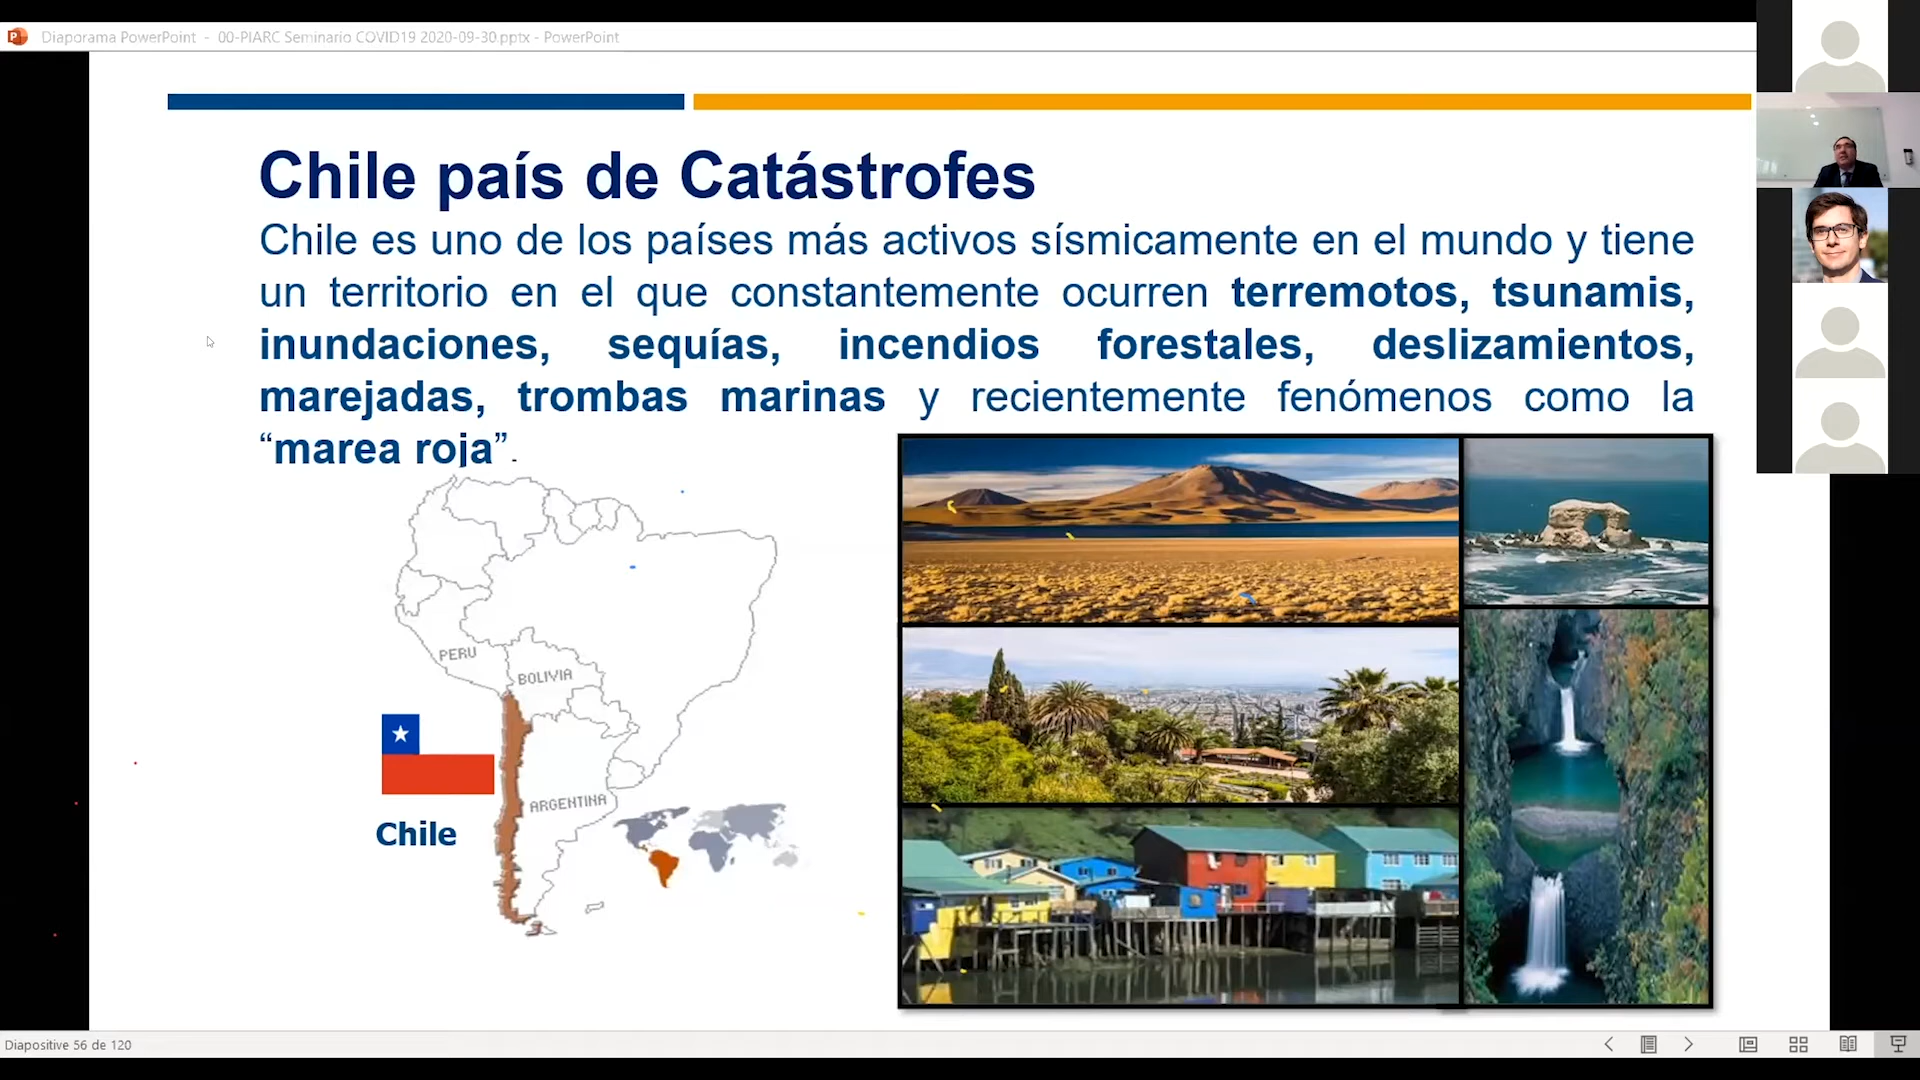 Diaporama PowerPoint - 00-PIARC Seminario COVID19 2020-09-30.pptx - PowerPoint
Chile país de Catástrofes
Chile es uno de los países más activos sísmicamente en el mundo y tiene
un territorio en el que constantemente ocurren terremotos, tsunamis,
inundaciones, sequías, incendios forestales, deslizamientos,
marejadas, trombas marinas y recientemente fenómenos como la
“marea roja”.
PERU
BOLIVIA
ARGENTINA
Chile
Diapositive 56 de 120